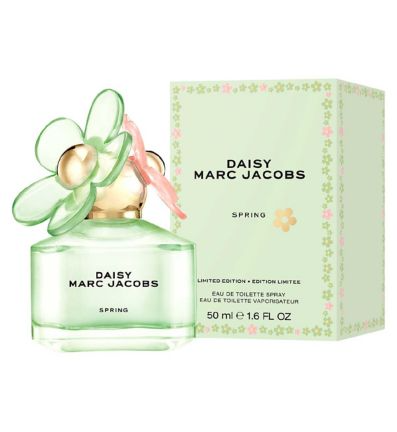 DAISY
MARC JACOBS
SPRING
DAISY
MARC JACOBS
SPRING
LIMITED EDITION • EDITION LIMITEE
EAU DE TOILETTE SPRAY
EAU DE TOILETTE VAPORISATEUR
50 ml ℮ 1.6 FL OZ